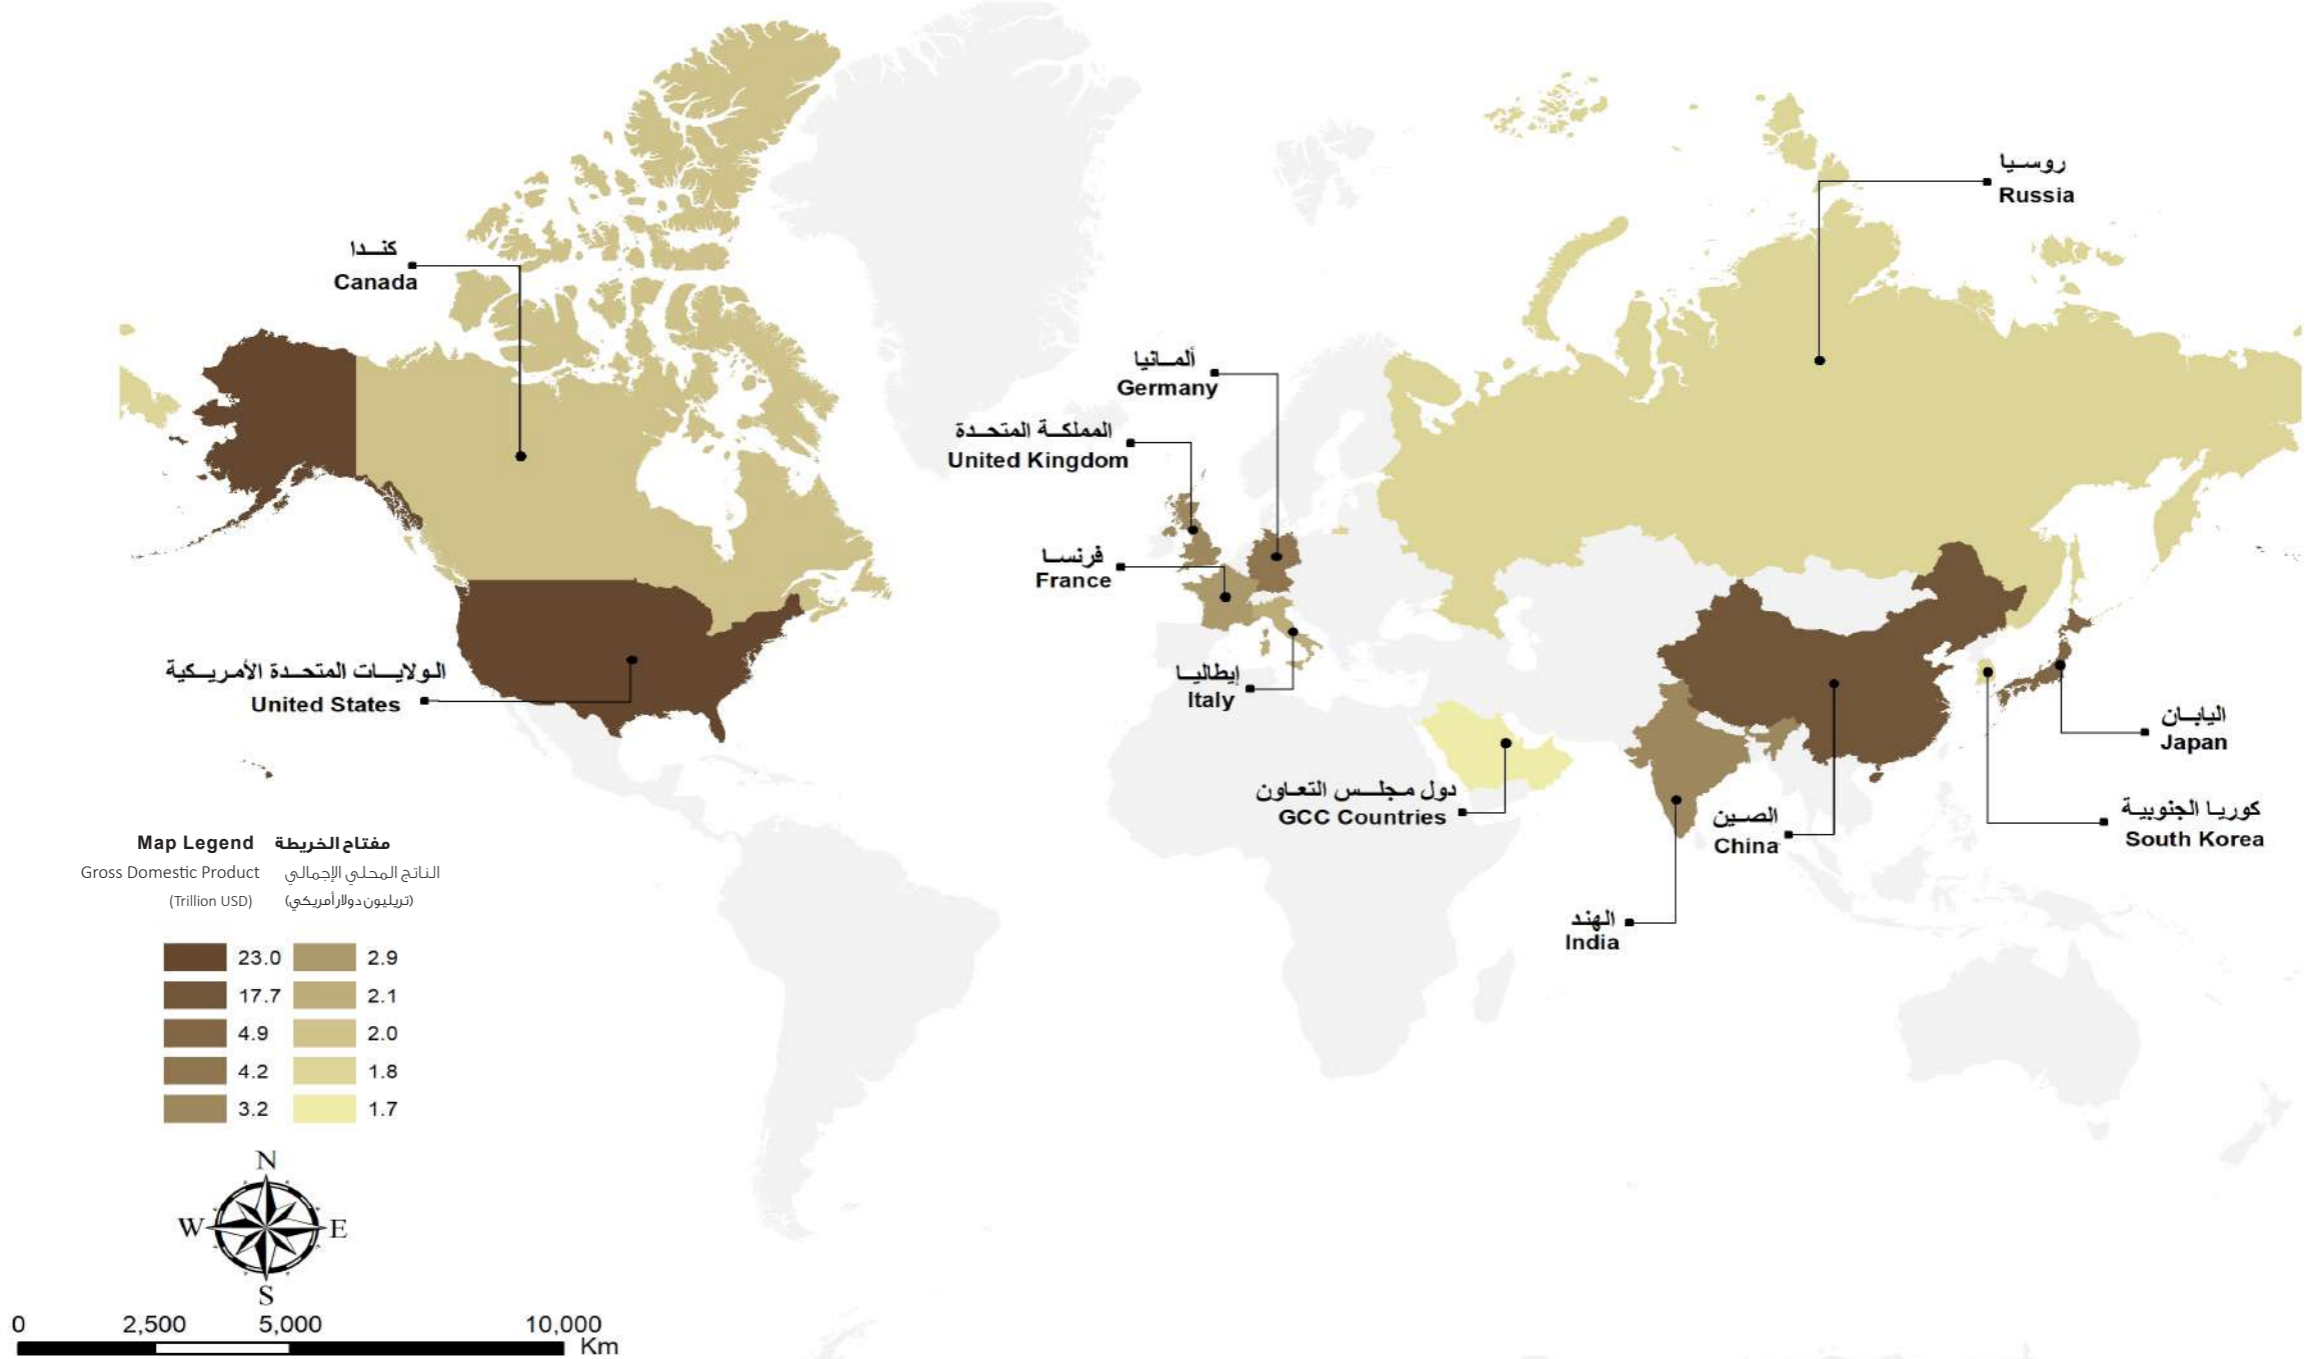 روسيا
Russia
كندا
Canada
ألمانيا
Germany
المملكة المتحدة
United Kingdom
فرنسا
France
الولايات المتحدة الأمريكية
United States
إيطاليا
Italy
اليابان
Japan
دول مجلس التعاون
GCC Countries
الصين
China
كوريا الجنوبية
South Korea
الهند
India
Map Legend مفتاح الخريطة
Gross Domestic Product الناتج المحلي الإجمالي
(Trillion USD) (تريليون دولار أمريكي)
23.0 2.9
17.7 2.1
4.9 2.0
4.2 1.8
3.2 1.7
N
W E
S
0 2,500 5,000 10,000
Km